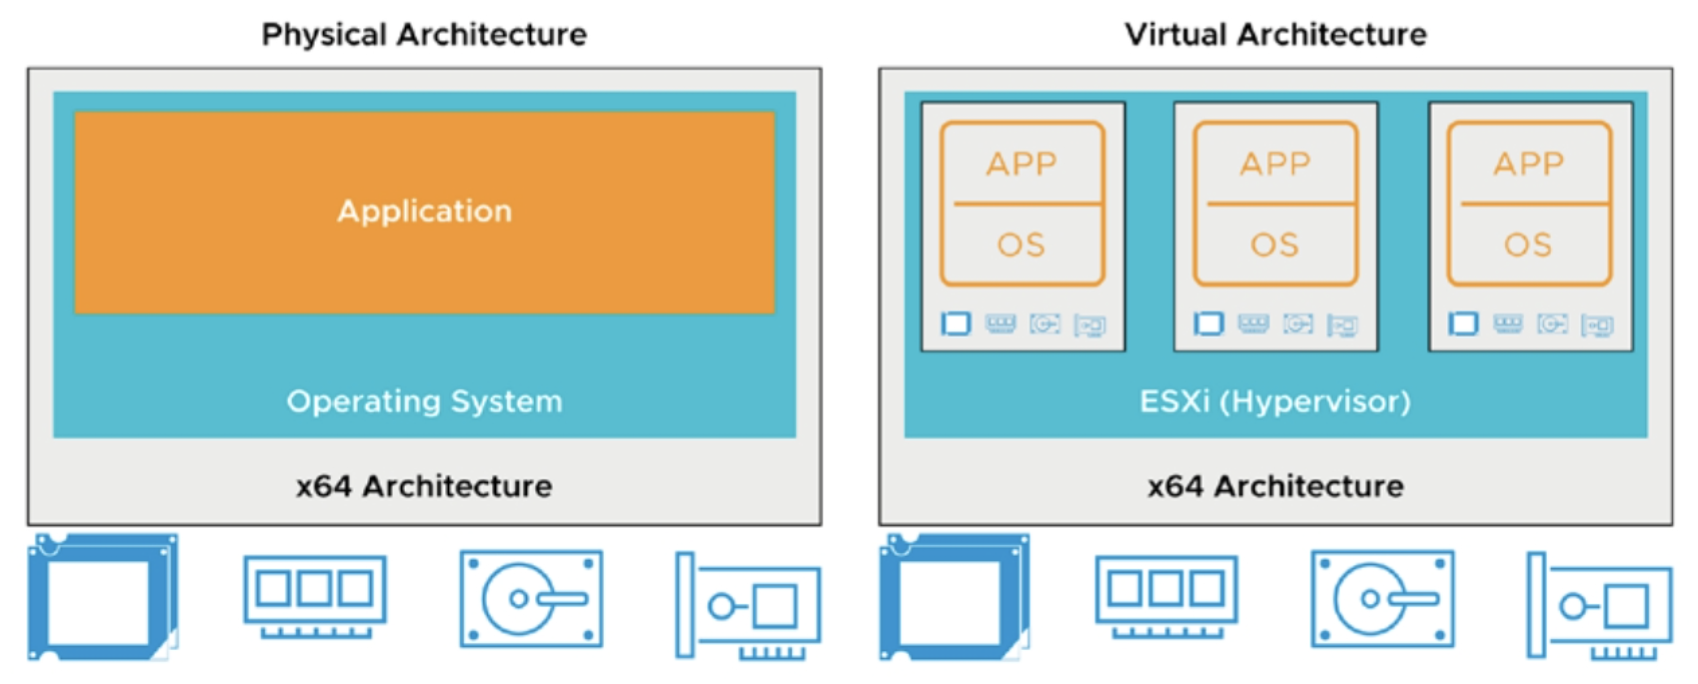 Physical Architecture
Application
Operating System
x64 Architecture
Virtual Architecture
APP
OS
APP
OS
APP
OS
ESXi (Hypervisor)
x64 Architecture